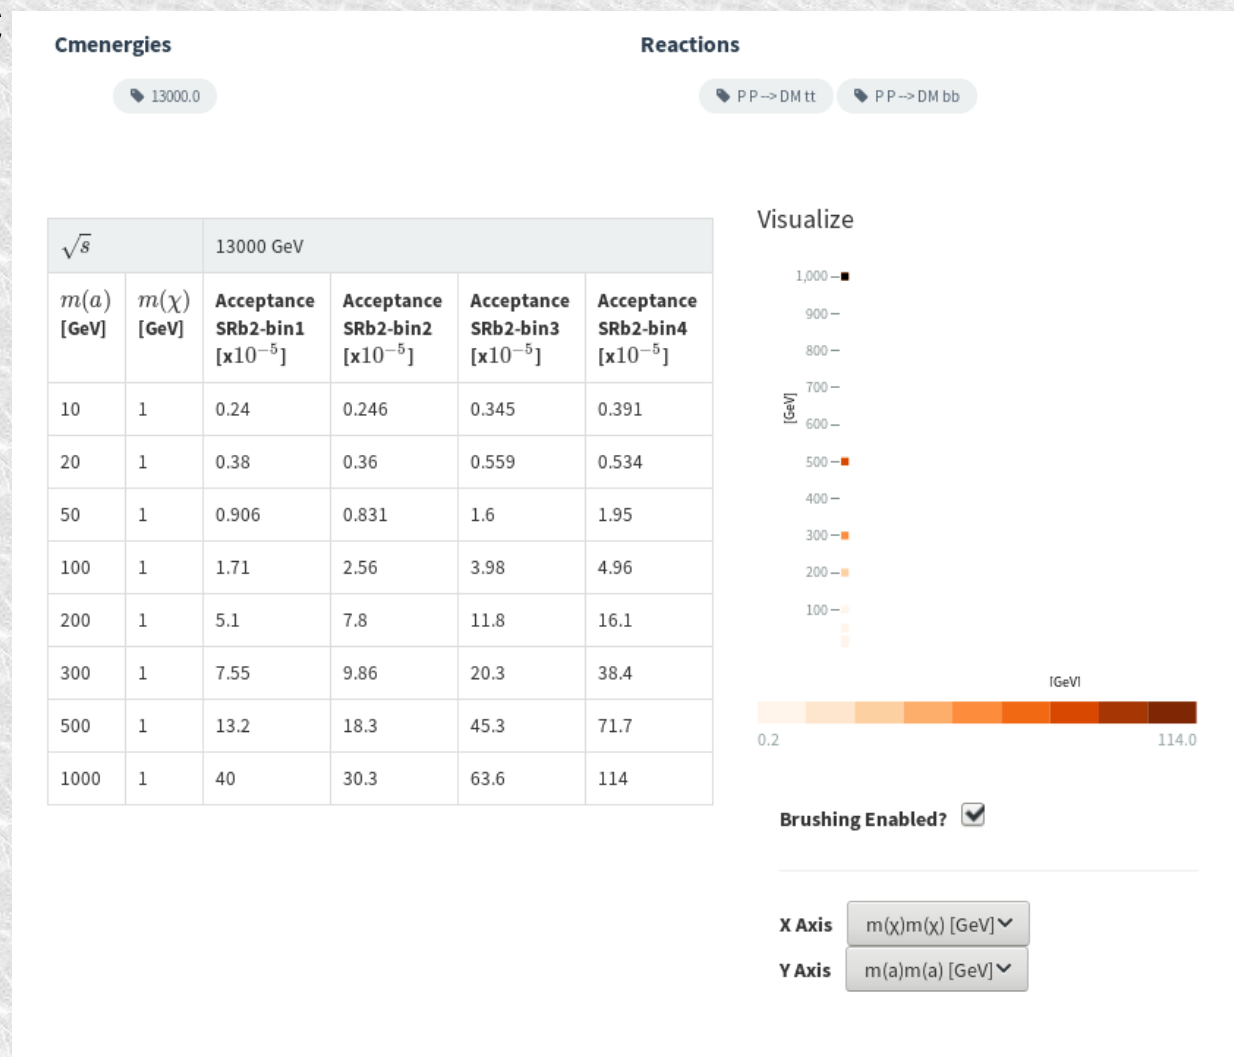 Cmenergies
Reactions
13000.0
P P --> DM tt
P P --> DM bb
Visualize
√s 13000 GeV
m(a) [GeV] m(χ) [GeV] Acceptance SRb2-bin1 [x10⁻⁵] Acceptance SRb2-bin2 [x10⁻⁵] Acceptance SRb2-bin3 [x10⁻⁵] Acceptance SRb2-bin4 [x10⁻⁵]
10 1 0.24 0.246 0.345 0.391
20 1 0.38 0.36 0.559 0.534
50 1 0.906 0.831 1.6 1.95
100 1 1.71 2.56 3.98 4.96
200 1 5.1 7.8 11.8 16.1
300 1 7.55 9.86 20.3 38.4
500 1 13.2 18.3 45.3 71.7
1000 1 40 30.3 63.6 114
1,000
900
800
700
[GeV]
600
500
400
300
200
100
[GeV]
0.2 114.0
Brushing Enabled?
X Axis m(χ)m(χ) [GeV]
Y Axis m(a)m(a) [GeV]